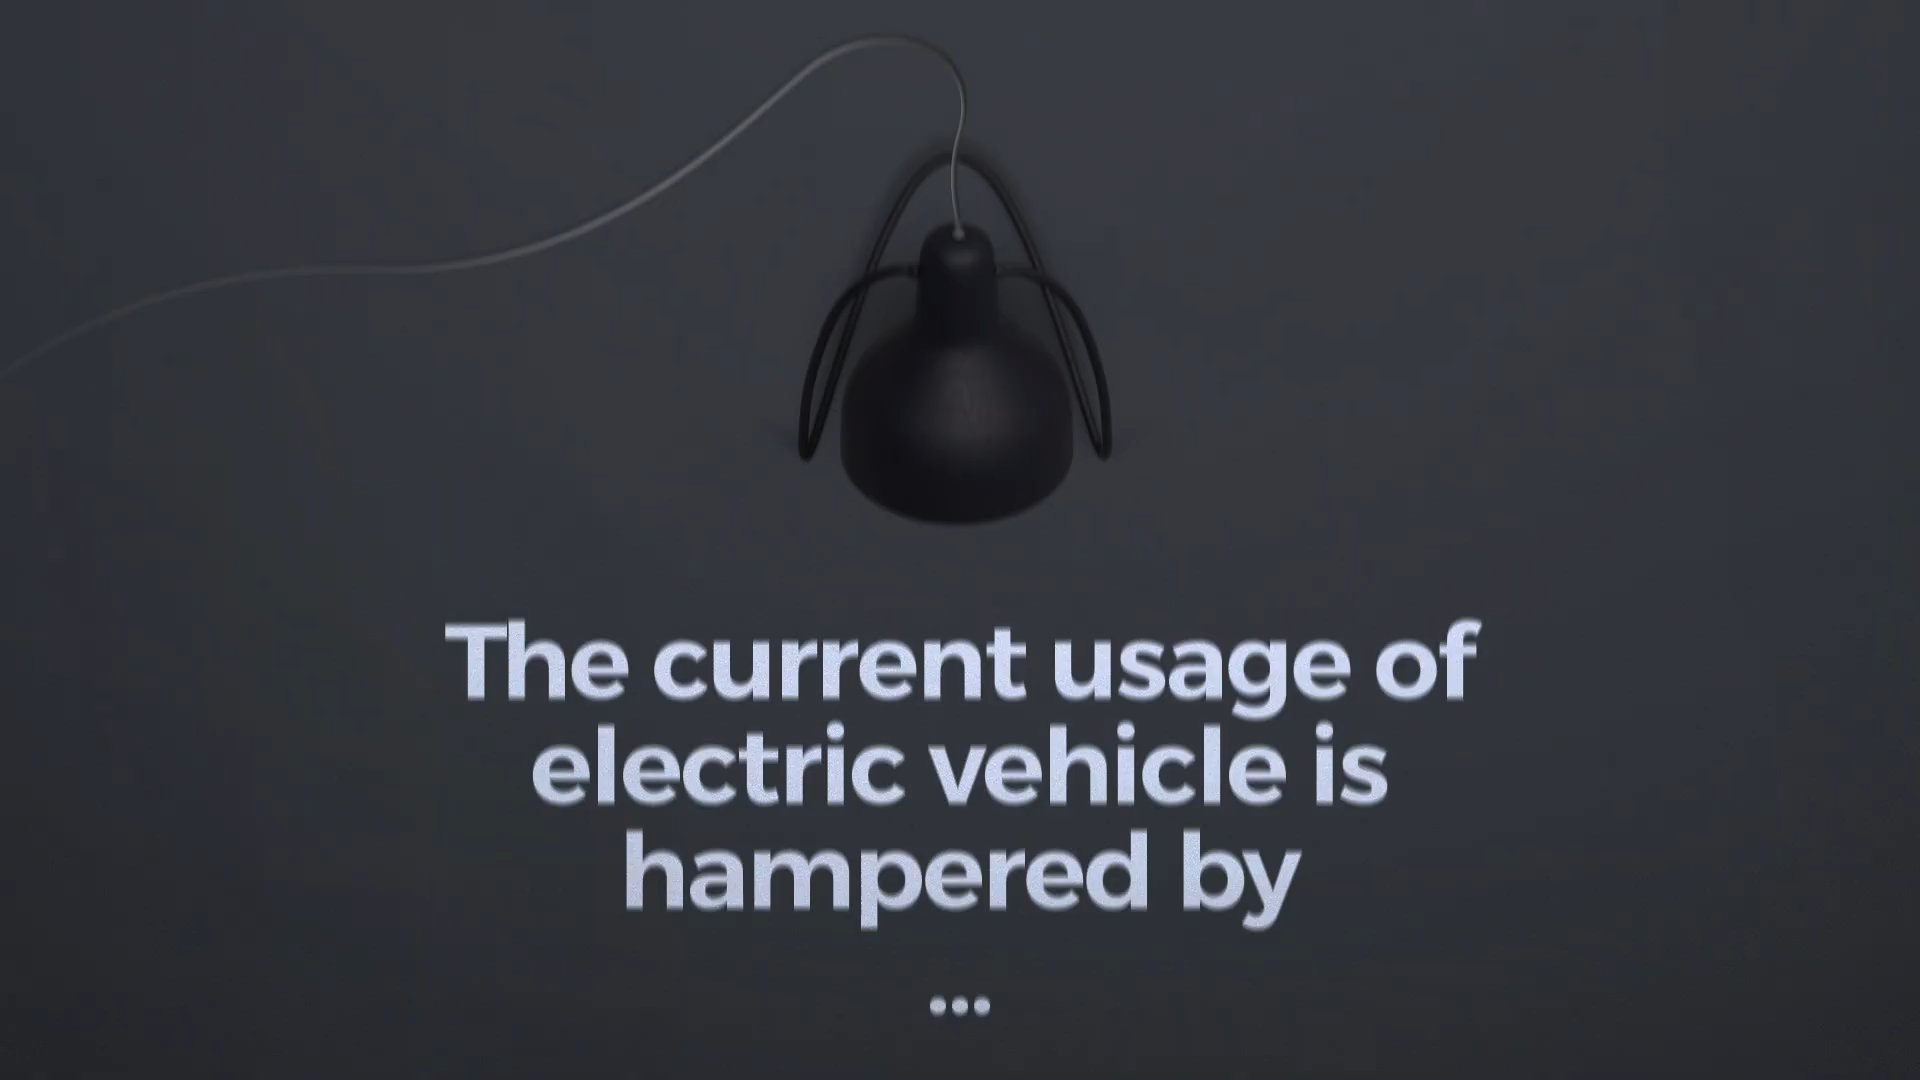 The current usage of
electric vehicle is
hampered by
...